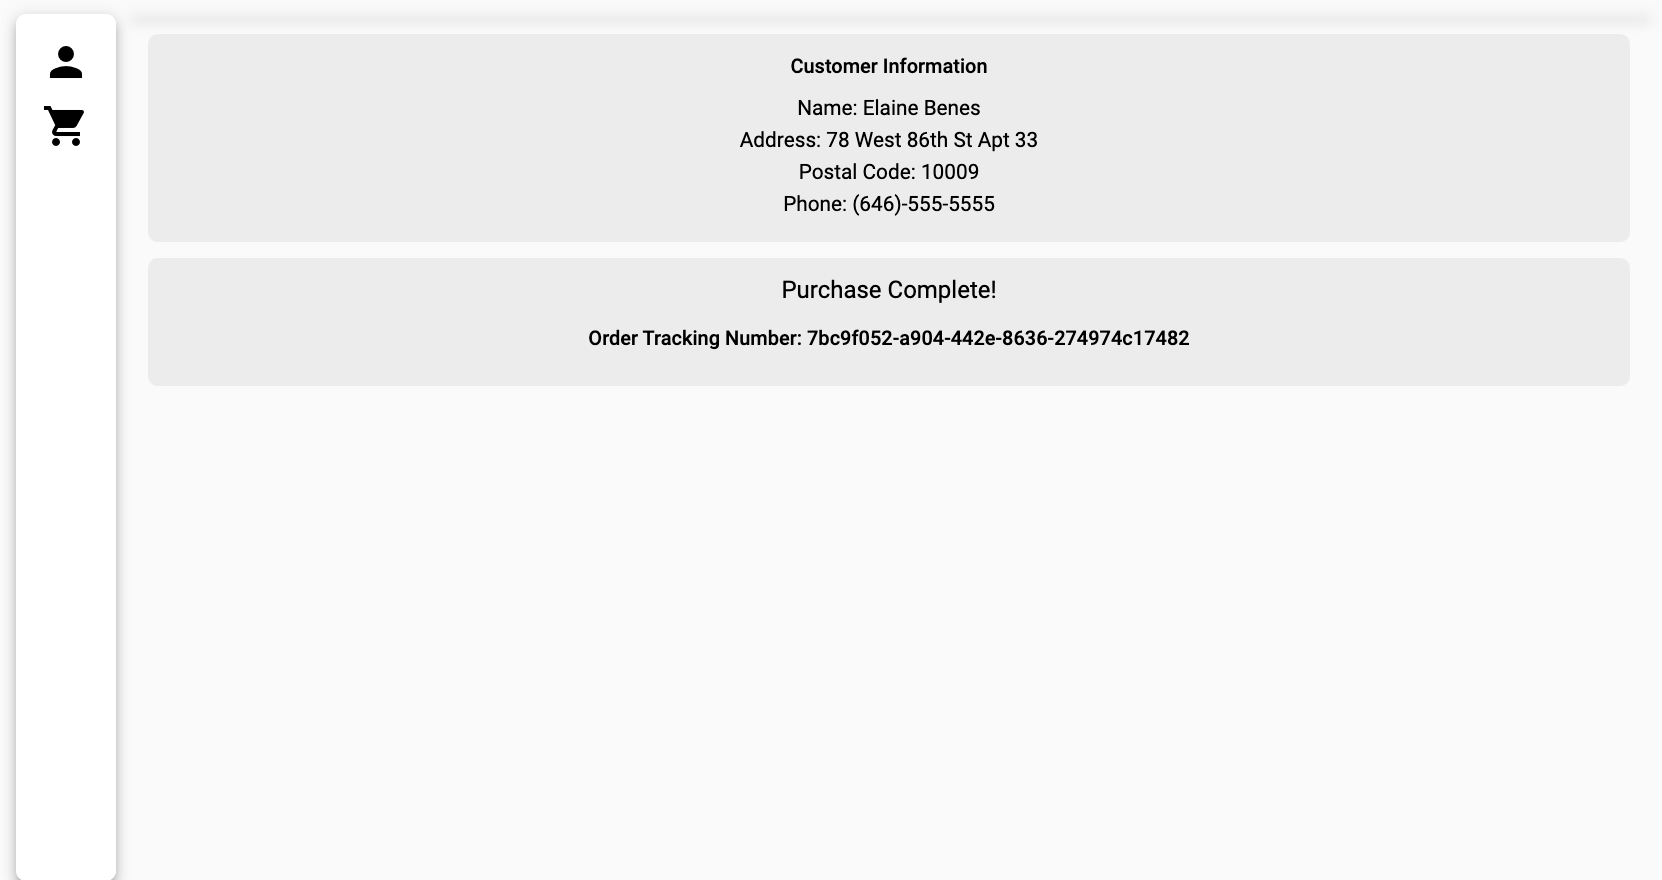 Customer Information
Name: Elaine Benes
Address: 78 West 86th St Apt 33
Postal Code: 10009
Phone: (646)-555-5555
Purchase Complete!
Order Tracking Number: 7bc9f052-a904-442e-8636-274974c17482